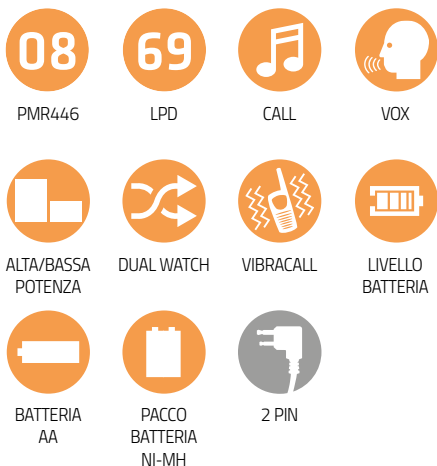 08
69
PMR446
LPD
CALL
VOX
ALTA/BASSA
POTENZA
DUAL WATCH
VIBRACALL
LIVELLO
BATTERIA
BATTERIA
AA
PACCO
BATTERIA
NI-MH
2 PIN